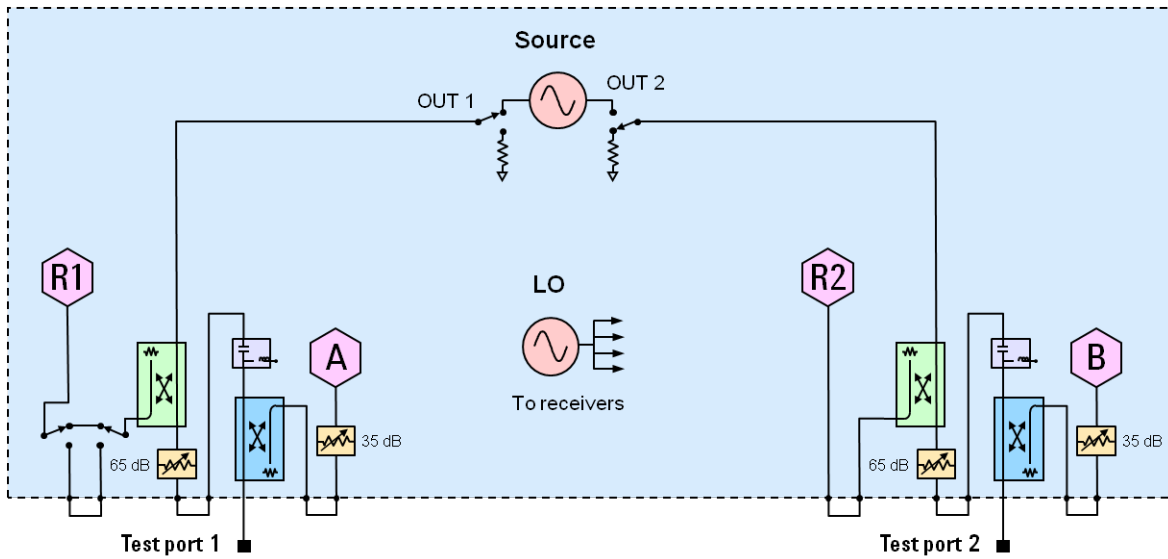 Source
OUT 1
OUT 2
R1
LO
R2
A
B
To receivers
35 dB
35 dB
65 dB
65 dB
Test port 1
Test port 2